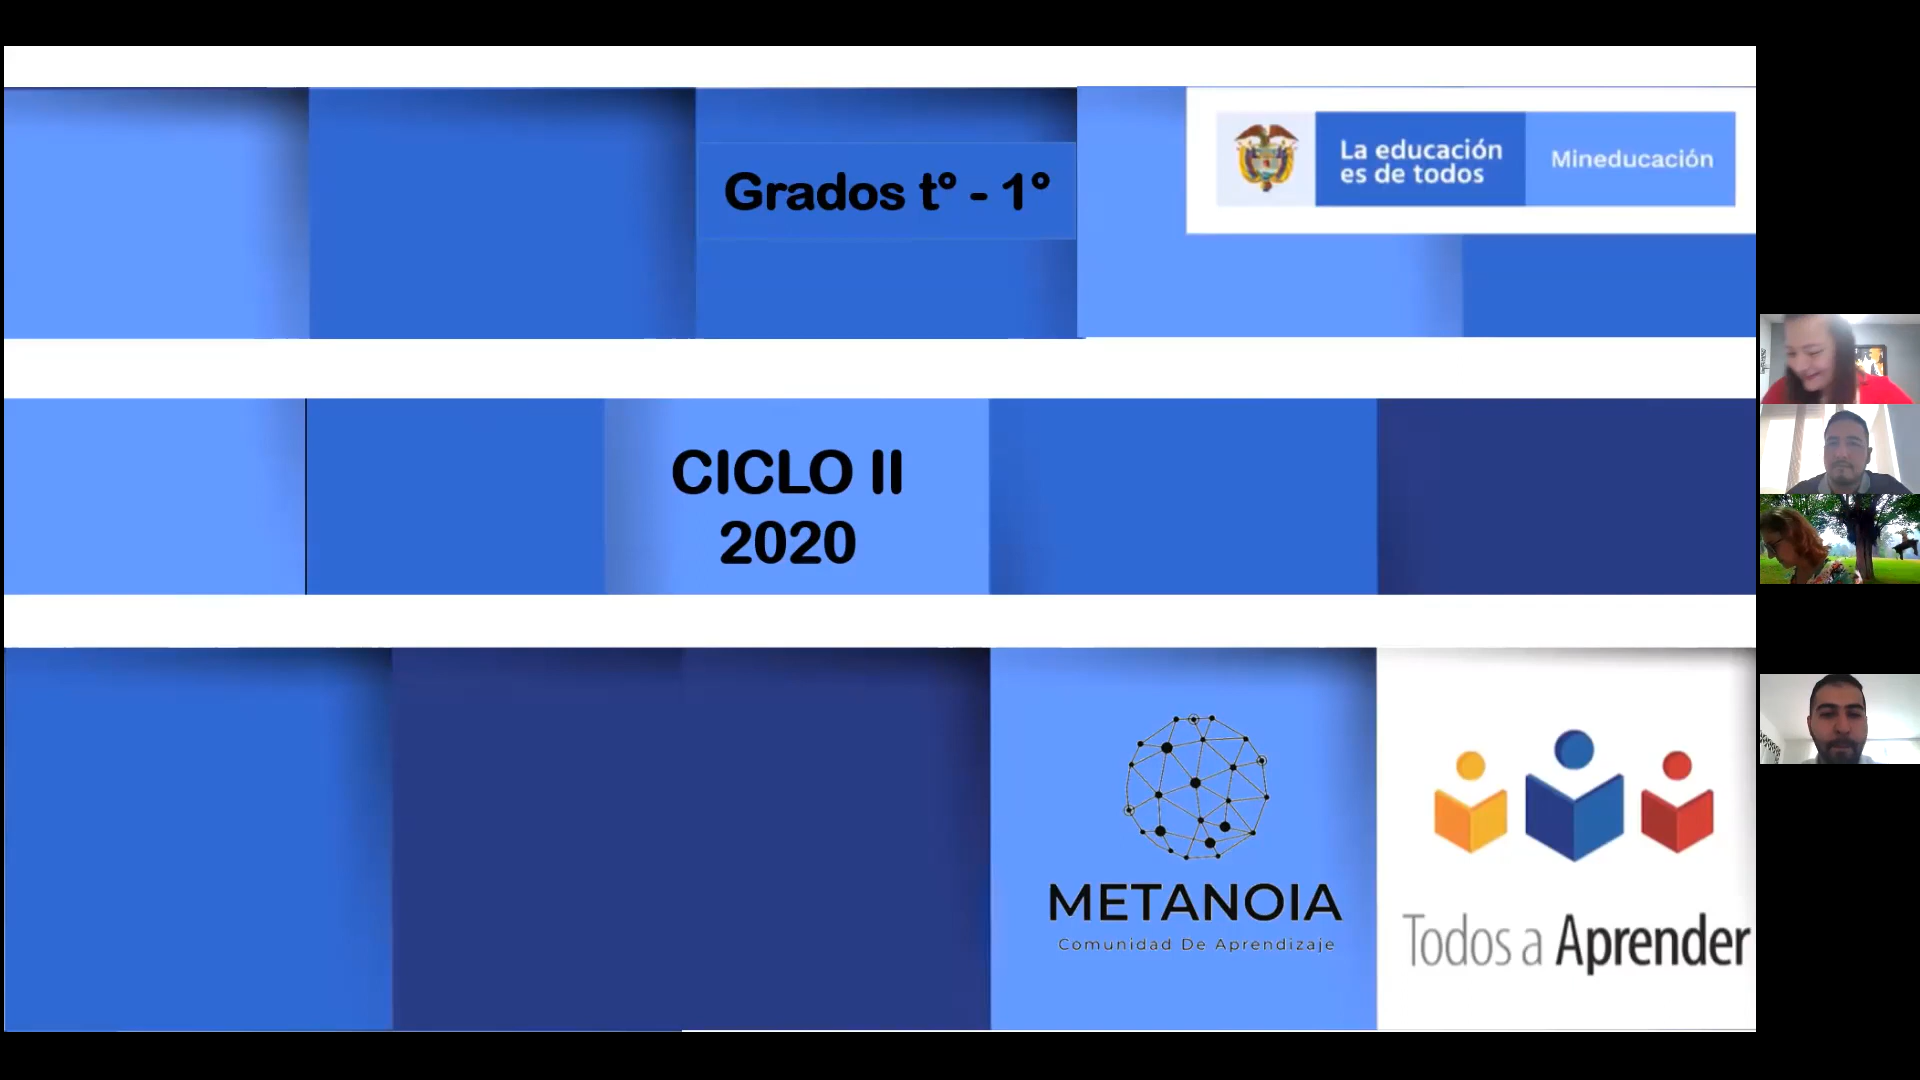 Grados t° - 1°
La educación
es de todos
Mineducación
CICLO II
2020
METANOIA
Comunidad De Aprendizaje
Todos a Aprender